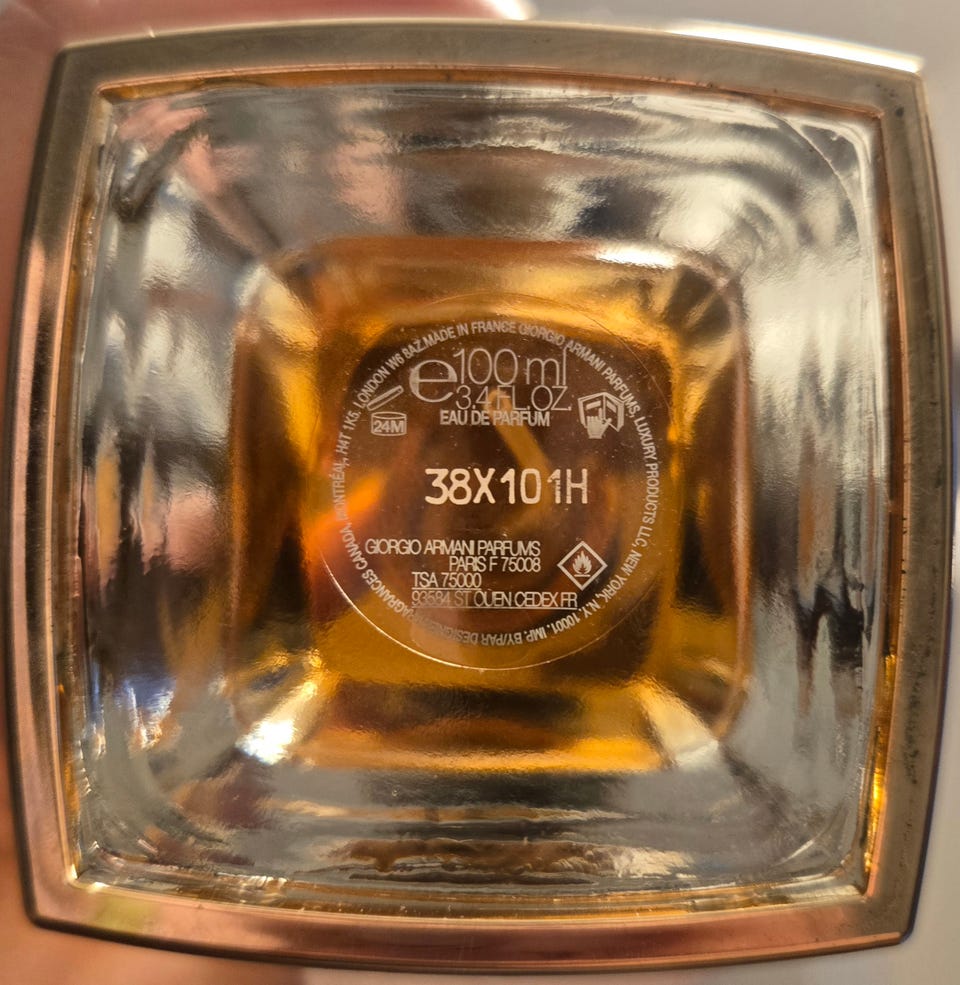 e 100 ml
3.4 FL.OZ
EAU DE PARFUM
24M
38X101H
GIORGIO ARMANI PARFUMS
PARIS F 75008
TSA 75000
93584 ST OUEN CEDEX FR
MADE IN FRANCE GIORGIO ARMANI PARFUMS, LUXURY PRODUCTS LLC, NEW YORK, N.Y. 10001. IMP. BY/PAR DESIGNER FRAGRANCES CANADA, MONTRÉAL, H4T 1K5. LONDON W6 8AZ.